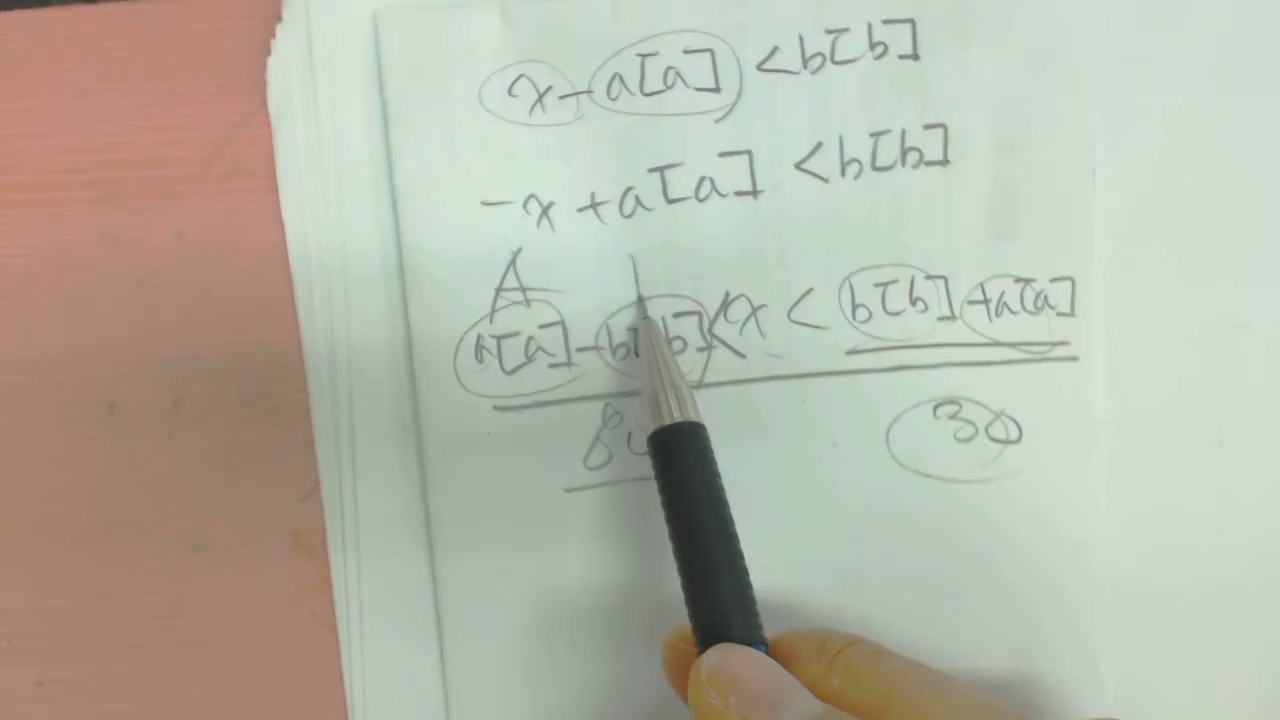 x-a[a] <b[b]
-x+a[a] <b[b]
A
a[a]-b[b]<x<b[b]+a[a]
30